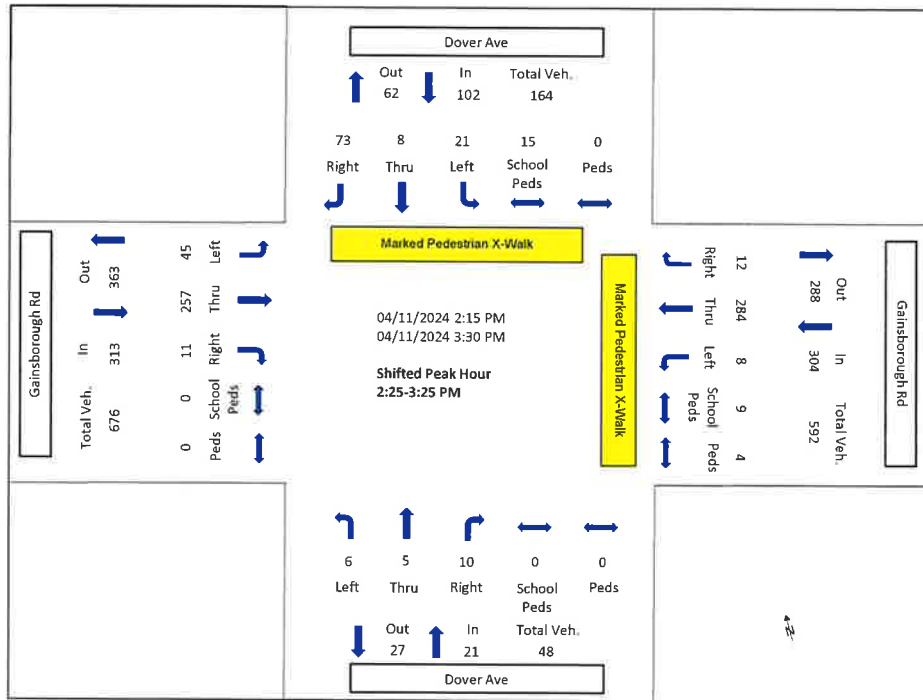 Dover Ave
Out In Total Veh.
62 102 164
73 8 21 15 0
Right Thru Left School Peds Peds
Marked Pedestrian X-Walk
Gainsborough Rd
Out 363
In 313
Total Veh. 676
45 Left
257 Thru
11 Right
0 School Peds
0 Peds
04/11/2024 2:15 PM
04/11/2024 3:30 PM
Shifted Peak Hour
2:25-3:25 PM
Marked Pedestrian X-Walk
Right 12
Thru 284
Left 8
School Peds 9
Peds 4
Out 288
In 304
Total Veh. 592
Gainsborough Rd
6 5 10 0 0
Left Thru Right School Peds Peds
Out In Total Veh.
27 21 48
Dover Ave
N